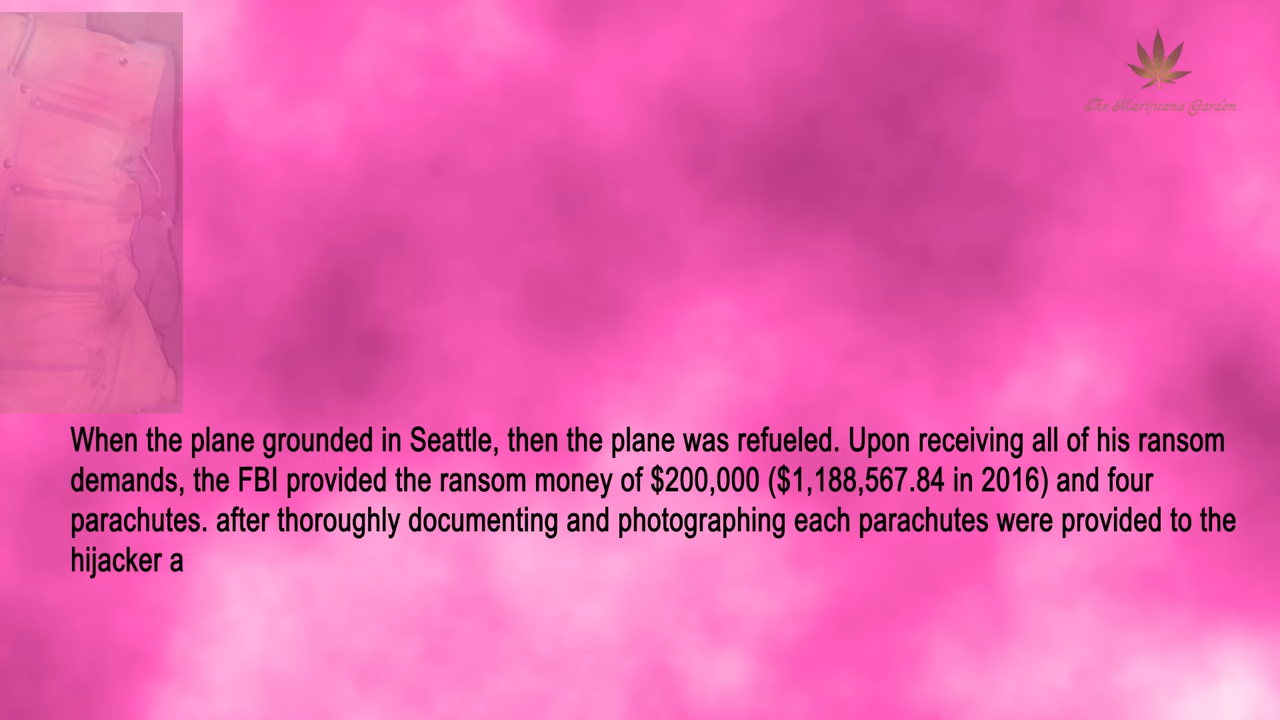 The Marijuana Garden
When the plane grounded in Seattle, then the plane was refueled. Upon receiving all of his ransom
demands, the FBI provided the ransom money of $200,000 ($1,188,567.84 in 2016) and four
parachutes. after thoroughly documenting and photographing each parachutes were provided to the
hijacker a